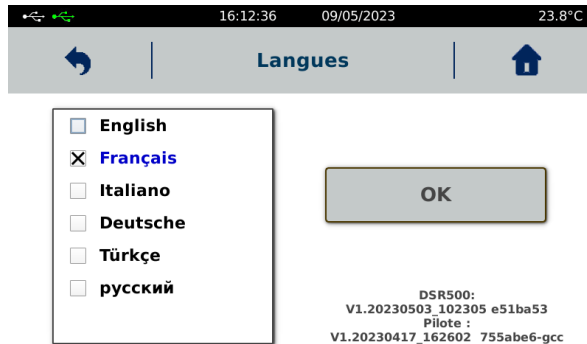 16:12:36 09/05/2023 23.8°C
Langues
English
Français
Italiano
Deutsche
Türkçe
русский
OK
DSR500:
V1.20230503_102305 e51ba53
Pilote :
V1.20230417_162602 755abe6-gcc